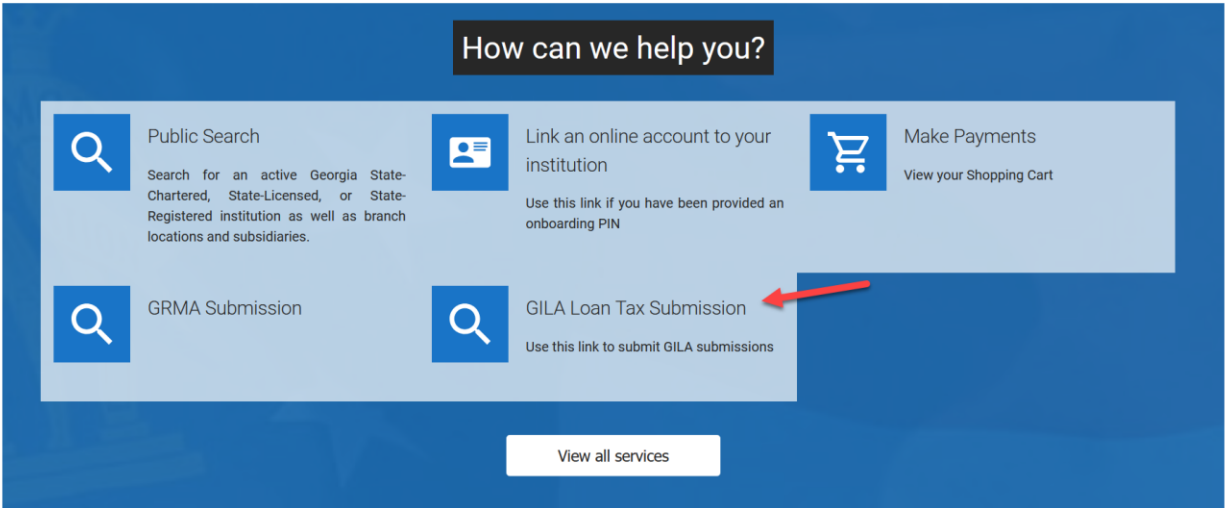 How can we help you?
Public Search
Search for an active Georgia State-
Chartered, State-Licensed, or State-
Registered institution as well as branch
locations and subsidiaries.
Link an online account to your
institution
Use this link if you have been provided an
onboarding PIN
Make Payments
View your Shopping Cart
GRMA Submission
GILA Loan Tax Submission
Use this link to submit GILA submissions
View all services